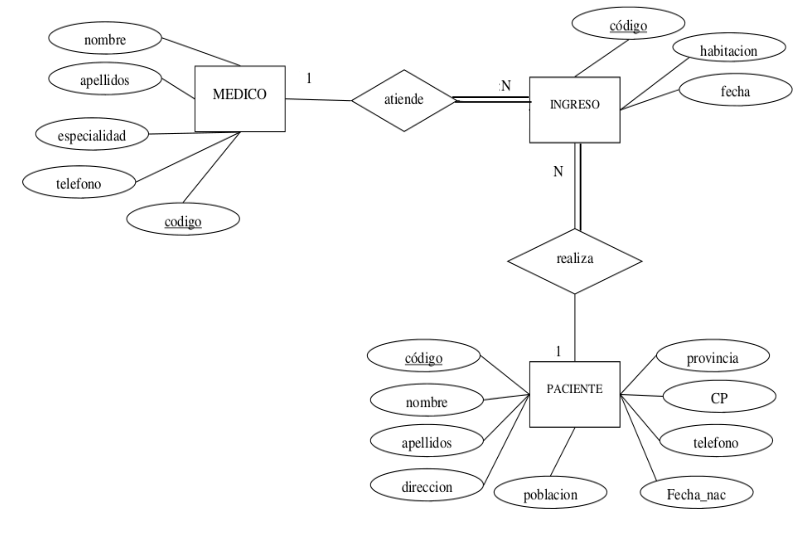 nombre
apellidos
especialidad
telefono
codigo
MEDICO
1
atiende
N
INGRESO
código
habitacion
fecha
N
realiza
1
PACIENTE
código
nombre
apellidos
direccion
poblacion
provincia
CP
telefono
Fecha_nac